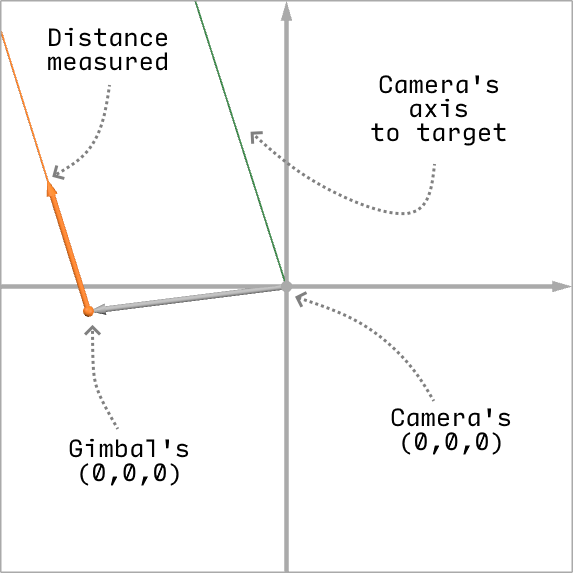 Distance
measured
Camera's
axis
to target
Camera's
(0,0,0)
Gimbal's
(0,0,0)